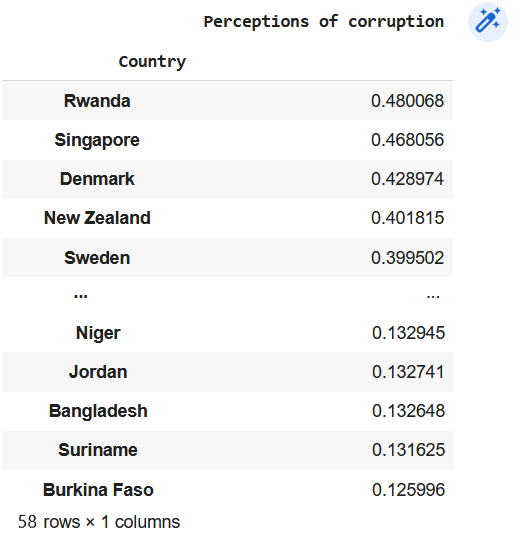 Perceptions of corruption
Country
Rwanda 0.480068
Singapore 0.468056
Denmark 0.428974
New Zealand 0.401815
Sweden 0.399502
... ...
Niger 0.132945
Jordan 0.132741
Bangladesh 0.132648
Suriname 0.131625
Burkina Faso 0.125996
58 rows × 1 columns